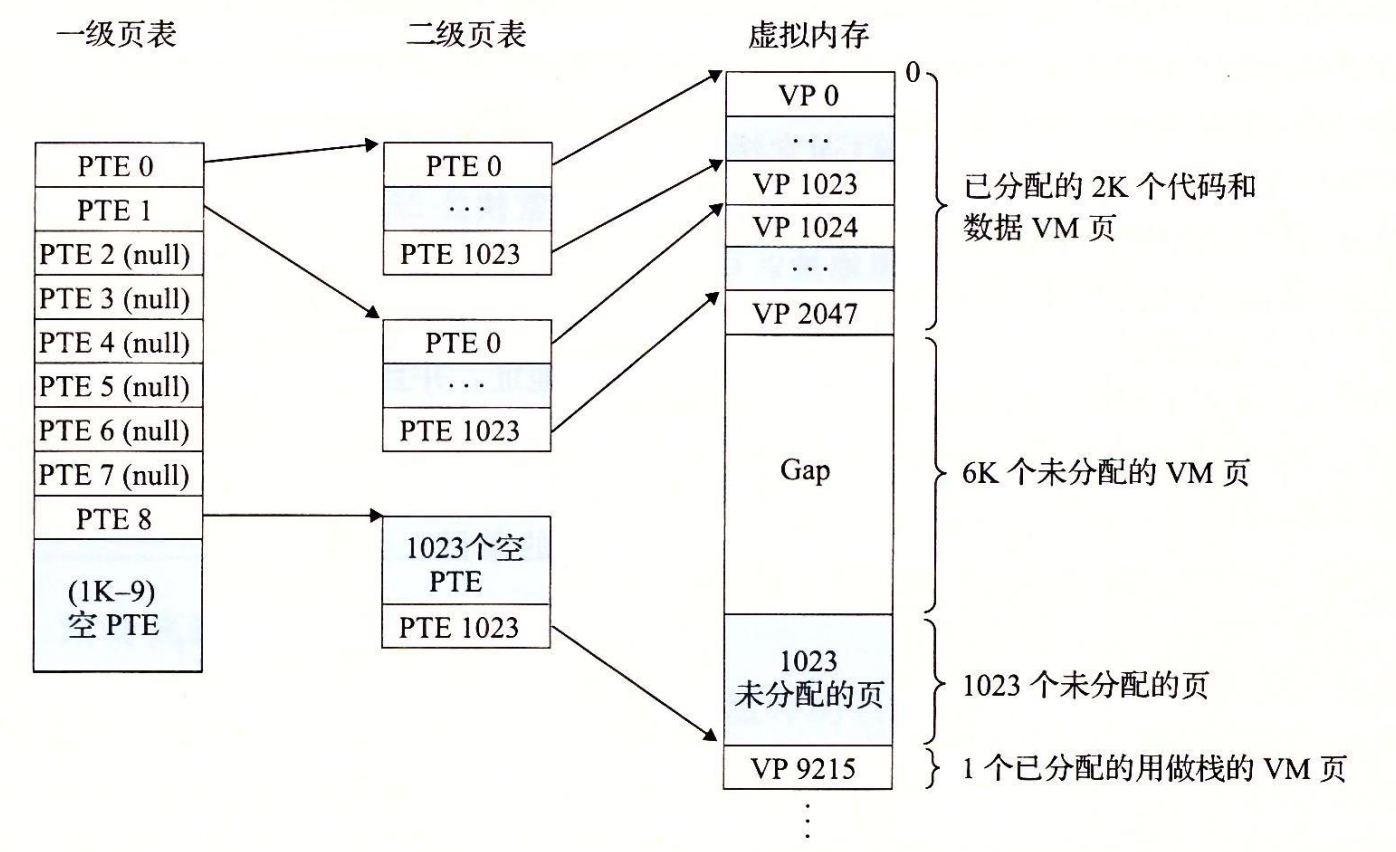 一级页表
二级页表
虚拟内存
PTE 0
PTE 1
PTE 2 (null)
PTE 3 (null)
PTE 4 (null)
PTE 5 (null)
PTE 6 (null)
PTE 7 (null)
PTE 8
(1K–9)
空 PTE
PTE 0
···
PTE 1023
PTE 0
···
PTE 1023
1023个空
PTE
PTE 1023
0
VP 0
···
VP 1023
VP 1024
···
VP 2047
Gap
1023
未分配的页
VP 9215
⋮
已分配的 2K 个代码和
数据 VM 页
6K 个未分配的 VM 页
1023 个未分配的页
1 个已分配的用做栈的 VM 页